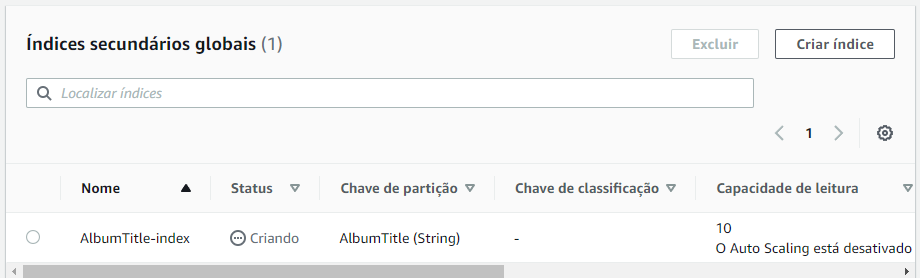 Índices secundários globais (1)
Excluir
Criar índice
Localizar índices
1
Nome
Status
Chave de partição
Chave de classificação
Capacidade de leitura
AlbumTitle-index
Criando
AlbumTitle (String)
-
10
O Auto Scaling está desativado